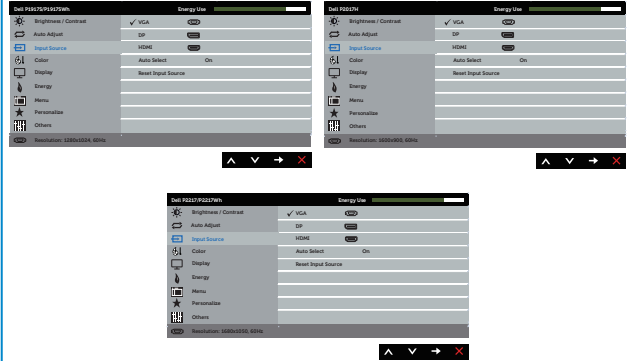 Dell P1917S/P1917SWh Energy Use
Brightness / Contrast VGA
Auto Adjust DP
Input Source HDMI
Color Auto Select On
Display Reset Input Source
Energy
Menu
Personalize
Others
Resolution: 1280x1024, 60Hz
Dell P2017H Energy Use
Brightness / Contrast VGA
Auto Adjust DP
Input Source HDMI
Color Auto Select On
Display Reset Input Source
Energy
Menu
Personalize
Others
Resolution: 1600x900, 60Hz
Dell P2217/P2217Wh Energy Use
Brightness / Contrast VGA
Auto Adjust DP
Input Source HDMI
Color Auto Select On
Display Reset Input Source
Energy
Menu
Personalize
Others
Resolution: 1680x1050, 60Hz